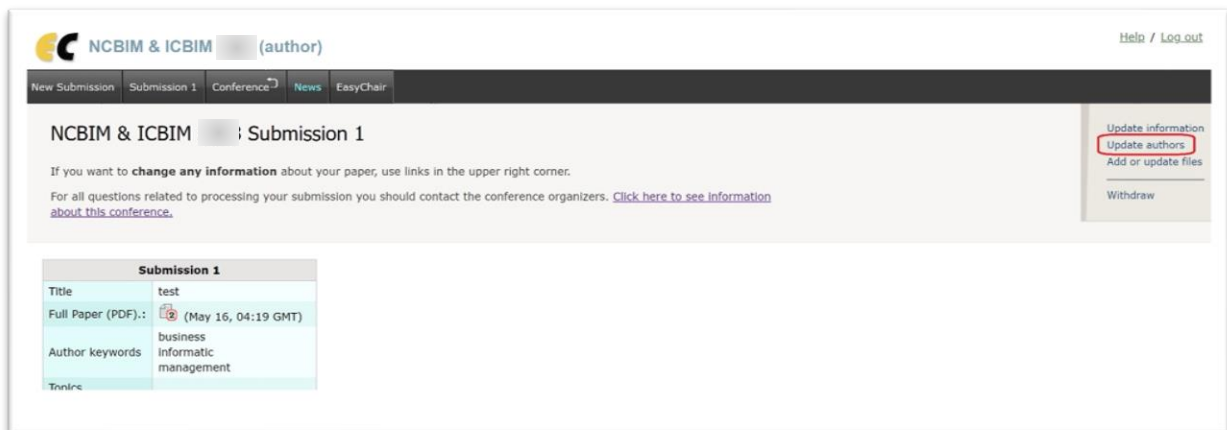 EC NCBIM & ICBIM (author)
Help / Log out
New Submission Submission 1 Conference News EasyChair
NCBIM & ICBIM Submission 1
If you want to change any information about your paper, use links in the upper right corner.
For all questions related to processing your submission you should contact the conference organizers. Click here to see information
about this conference.
Update information
Update authors
Add or update files
Withdraw
Submission 1
Title test
Full Paper (PDF).: (May 16, 04:19 GMT)
Author keywords business
informatic
management
Topics